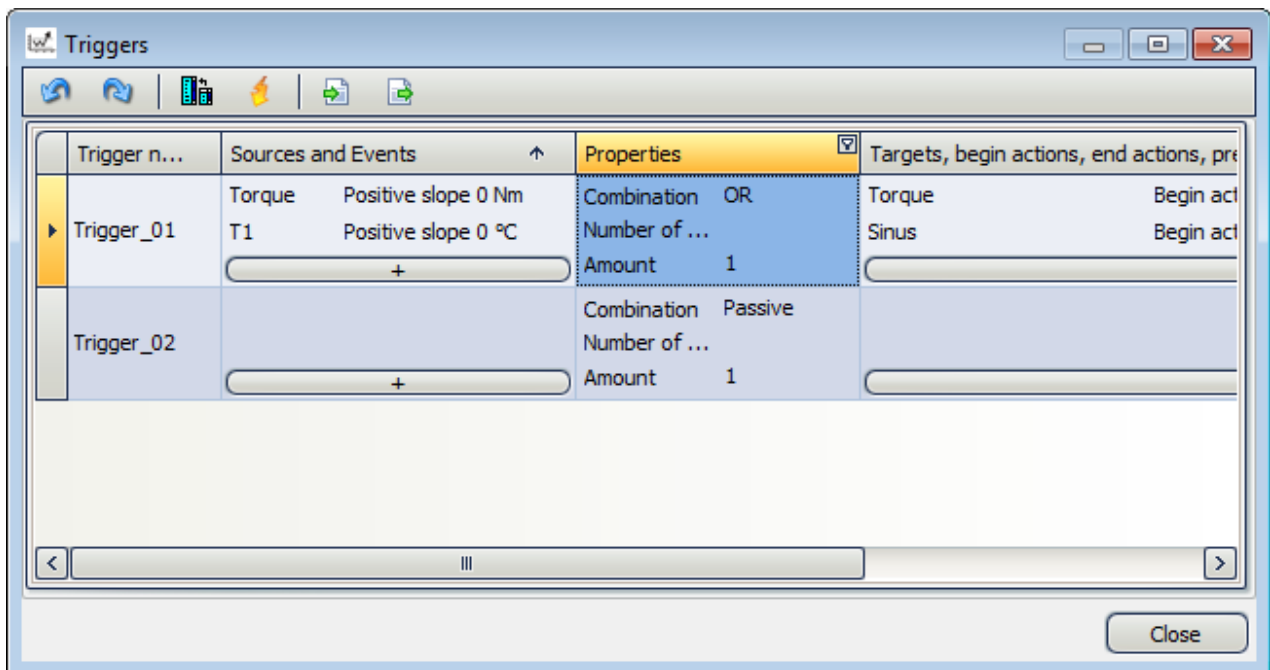 Triggers
Trigger n... Sources and Events Properties Targets, begin actions, end actions, pre
Torque Positive slope 0 Nm Combination OR Torque Begin act
Trigger_01 T1 Positive slope 0 °C Number of ... Sinus Begin act
+ Amount 1
Combination Passive
Trigger_02 Number of ...
+ Amount 1
Close